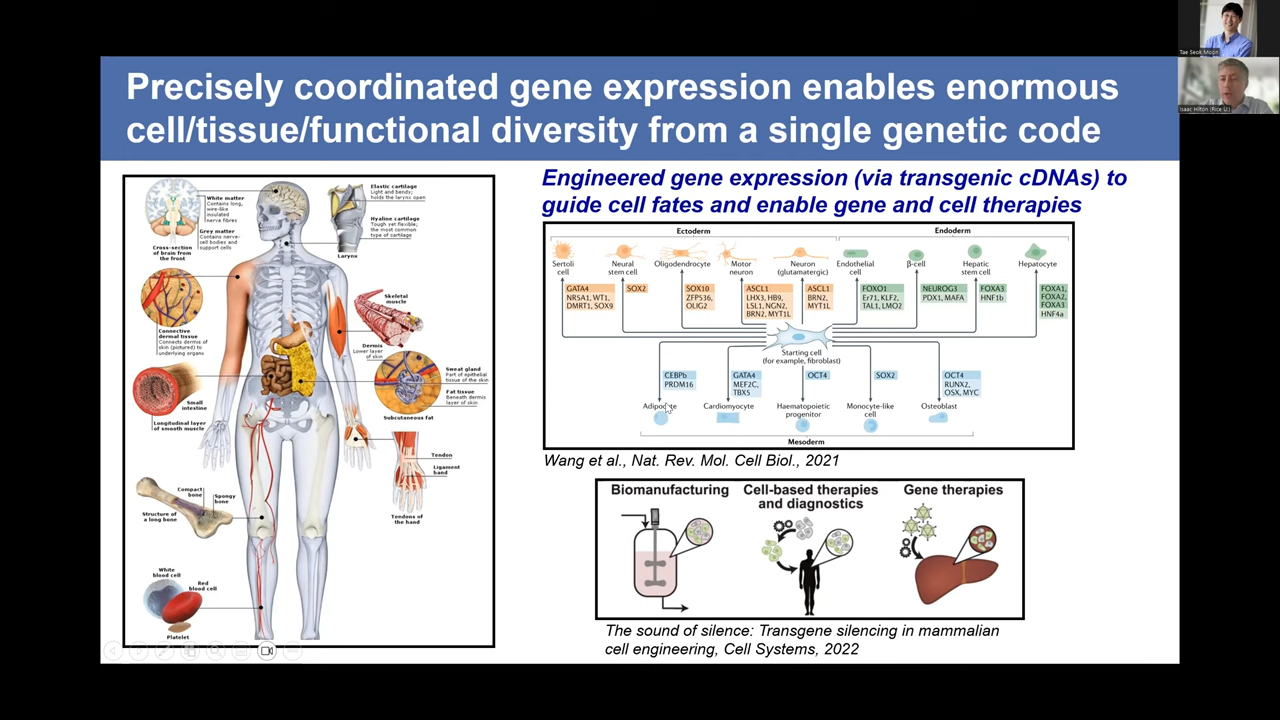 Tae Seok Moon
Isaac Hilton (Rice U.)
Precisely coordinated gene expression enables enormous
cell/tissue/functional diversity from a single genetic code
White matter
Contains long,
wire-like
insulated
nerve fibres
Grey matter
Contains nerve-
cell bodies and
support cells
Cross-section
of brain from
the front
Elastic cartilage
Light and bendy;
holds the larynx open
Hyaline cartilage
Tough yet flexible;
the most common
type of cartilage
Larynx
Connective
dermal tissue
Connects dermis of
skin (pictured) to
underlying organs
Skeletal
muscle
Dermis
Lower layer
of skin
Sweat gland
Part of epithelial
tissue of the skin
Fat tissue
Beneath dermis
layer of skin
Subcutaneous fat
Small
intestine
Longitudinal layer
of smooth muscle
Tendon
Ligament
band
Tendons of
the hand
Compact
bone
Spongy
bone
Structure of
a long bone
White
blood cell
Red
blood cell
Platelet
Engineered gene expression (via transgenic cDNAs) to
guide cell fates and enable gene and cell therapies
Ectoderm
Endoderm
Sertoli
cell
Neural
stem cell
Oligodendrocyte
Motor
neuron
Neuron
(glutamatergic)
Endothelial
cell
β-cell
Hepatic
stem cell
Hepatocyte
GATA4
NR5A1, WT1,
DMRT1, SOX9
SOX2
SOX10
ZFP536,
OLIG2
ASCL1
LHX3, HB9,
LSL1, NGN2,
BRN2, MYT1L
ASCL1
BRN2,
MYT1L
FOXO1
Er71, KLF2,
TAL1, LMO2
NEUROG3
PDX1, MAFA
FOXA3
HNF1b
FOXA1,
FOXA2,
FOXA3
HNF4a
Starting cell
(for example, fibroblast)
CEBPb
PRDM16
GATA4
MEF2C,
TBX5
OCT4
SOX2
OCT4
RUNX2,
OSX, MYC
Adipocyte
Cardiomyocyte
Haematopoietic
progenitor
Monocyte-like
cell
Osteoblast
Mesoderm
Wang et al., Nat. Rev. Mol. Cell Biol., 2021
Biomanufacturing
Cell-based therapies
and diagnostics
Gene therapies
The sound of silence: Transgene silencing in mammalian
cell engineering, Cell Systems, 2022